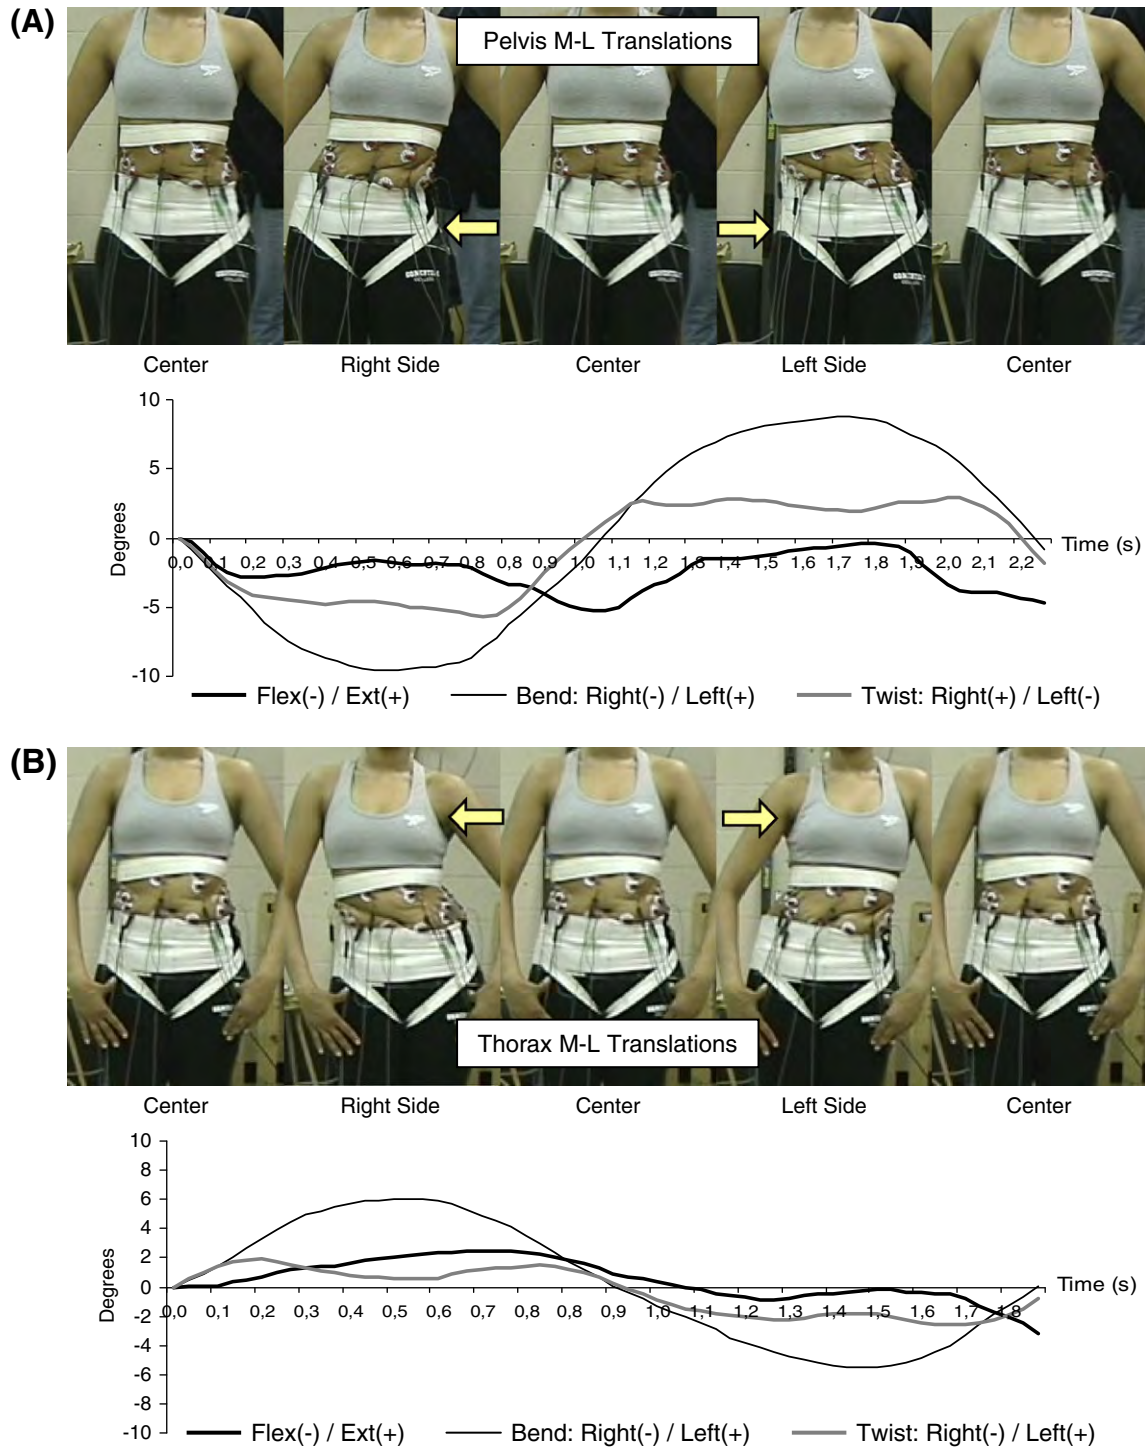 (A)
Pelvis M-L Translations
Center Right Side Center Left Side Center
10
5
0
-5
-10
Degrees
0,0 0,1 0,2 0,3 0,4 0,5 0,6 0,7 0,8 0,9 1,0 1,1 1,2 1,3 1,4 1,5 1,6 1,7 1,8 1,9 2,0 2,1 2,2
Time (s)
Flex(-) / Ext(+) Bend: Right(-) / Left(+) Twist: Right(+) / Left(-)
(B)
Thorax M-L Translations
Center Right Side Center Left Side Center
10
8
6
4
2
0
-2
-4
-6
-8
-10
Degrees
0,0 0,1 0,2 0,3 0,4 0,5 0,6 0,7 0,8 0,9 1,0 1,1 1,2 1,3 1,4 1,5 1,6 1,7 1,8
Time (s)
Flex(-) / Ext(+) Bend: Right(-) / Left(+) Twist: Right(-) / Left(+)